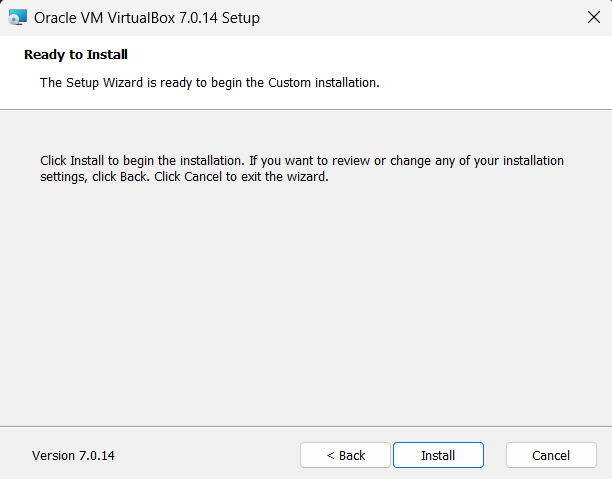 Oracle VM VirtualBox 7.0.14 Setup
Ready to Install
The Setup Wizard is ready to begin the Custom installation.
Click Install to begin the installation. If you want to review or change any of your installation
settings, click Back. Click Cancel to exit the wizard.
Version 7.0.14
< Back
Install
Cancel